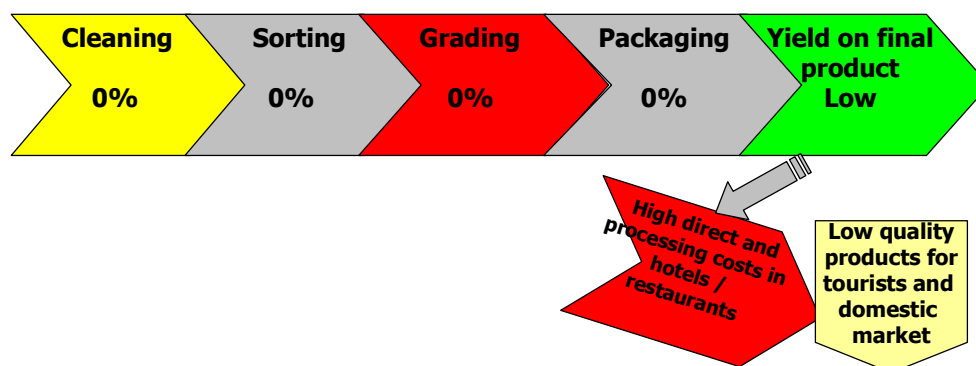 Cleaning
0%
Sorting
0%
Grading
0%
Packaging
0%
Yield on final
product
Low
High direct and
processing costs in
hotels /
restaurants
Low quality
products for
tourists and
domestic
market